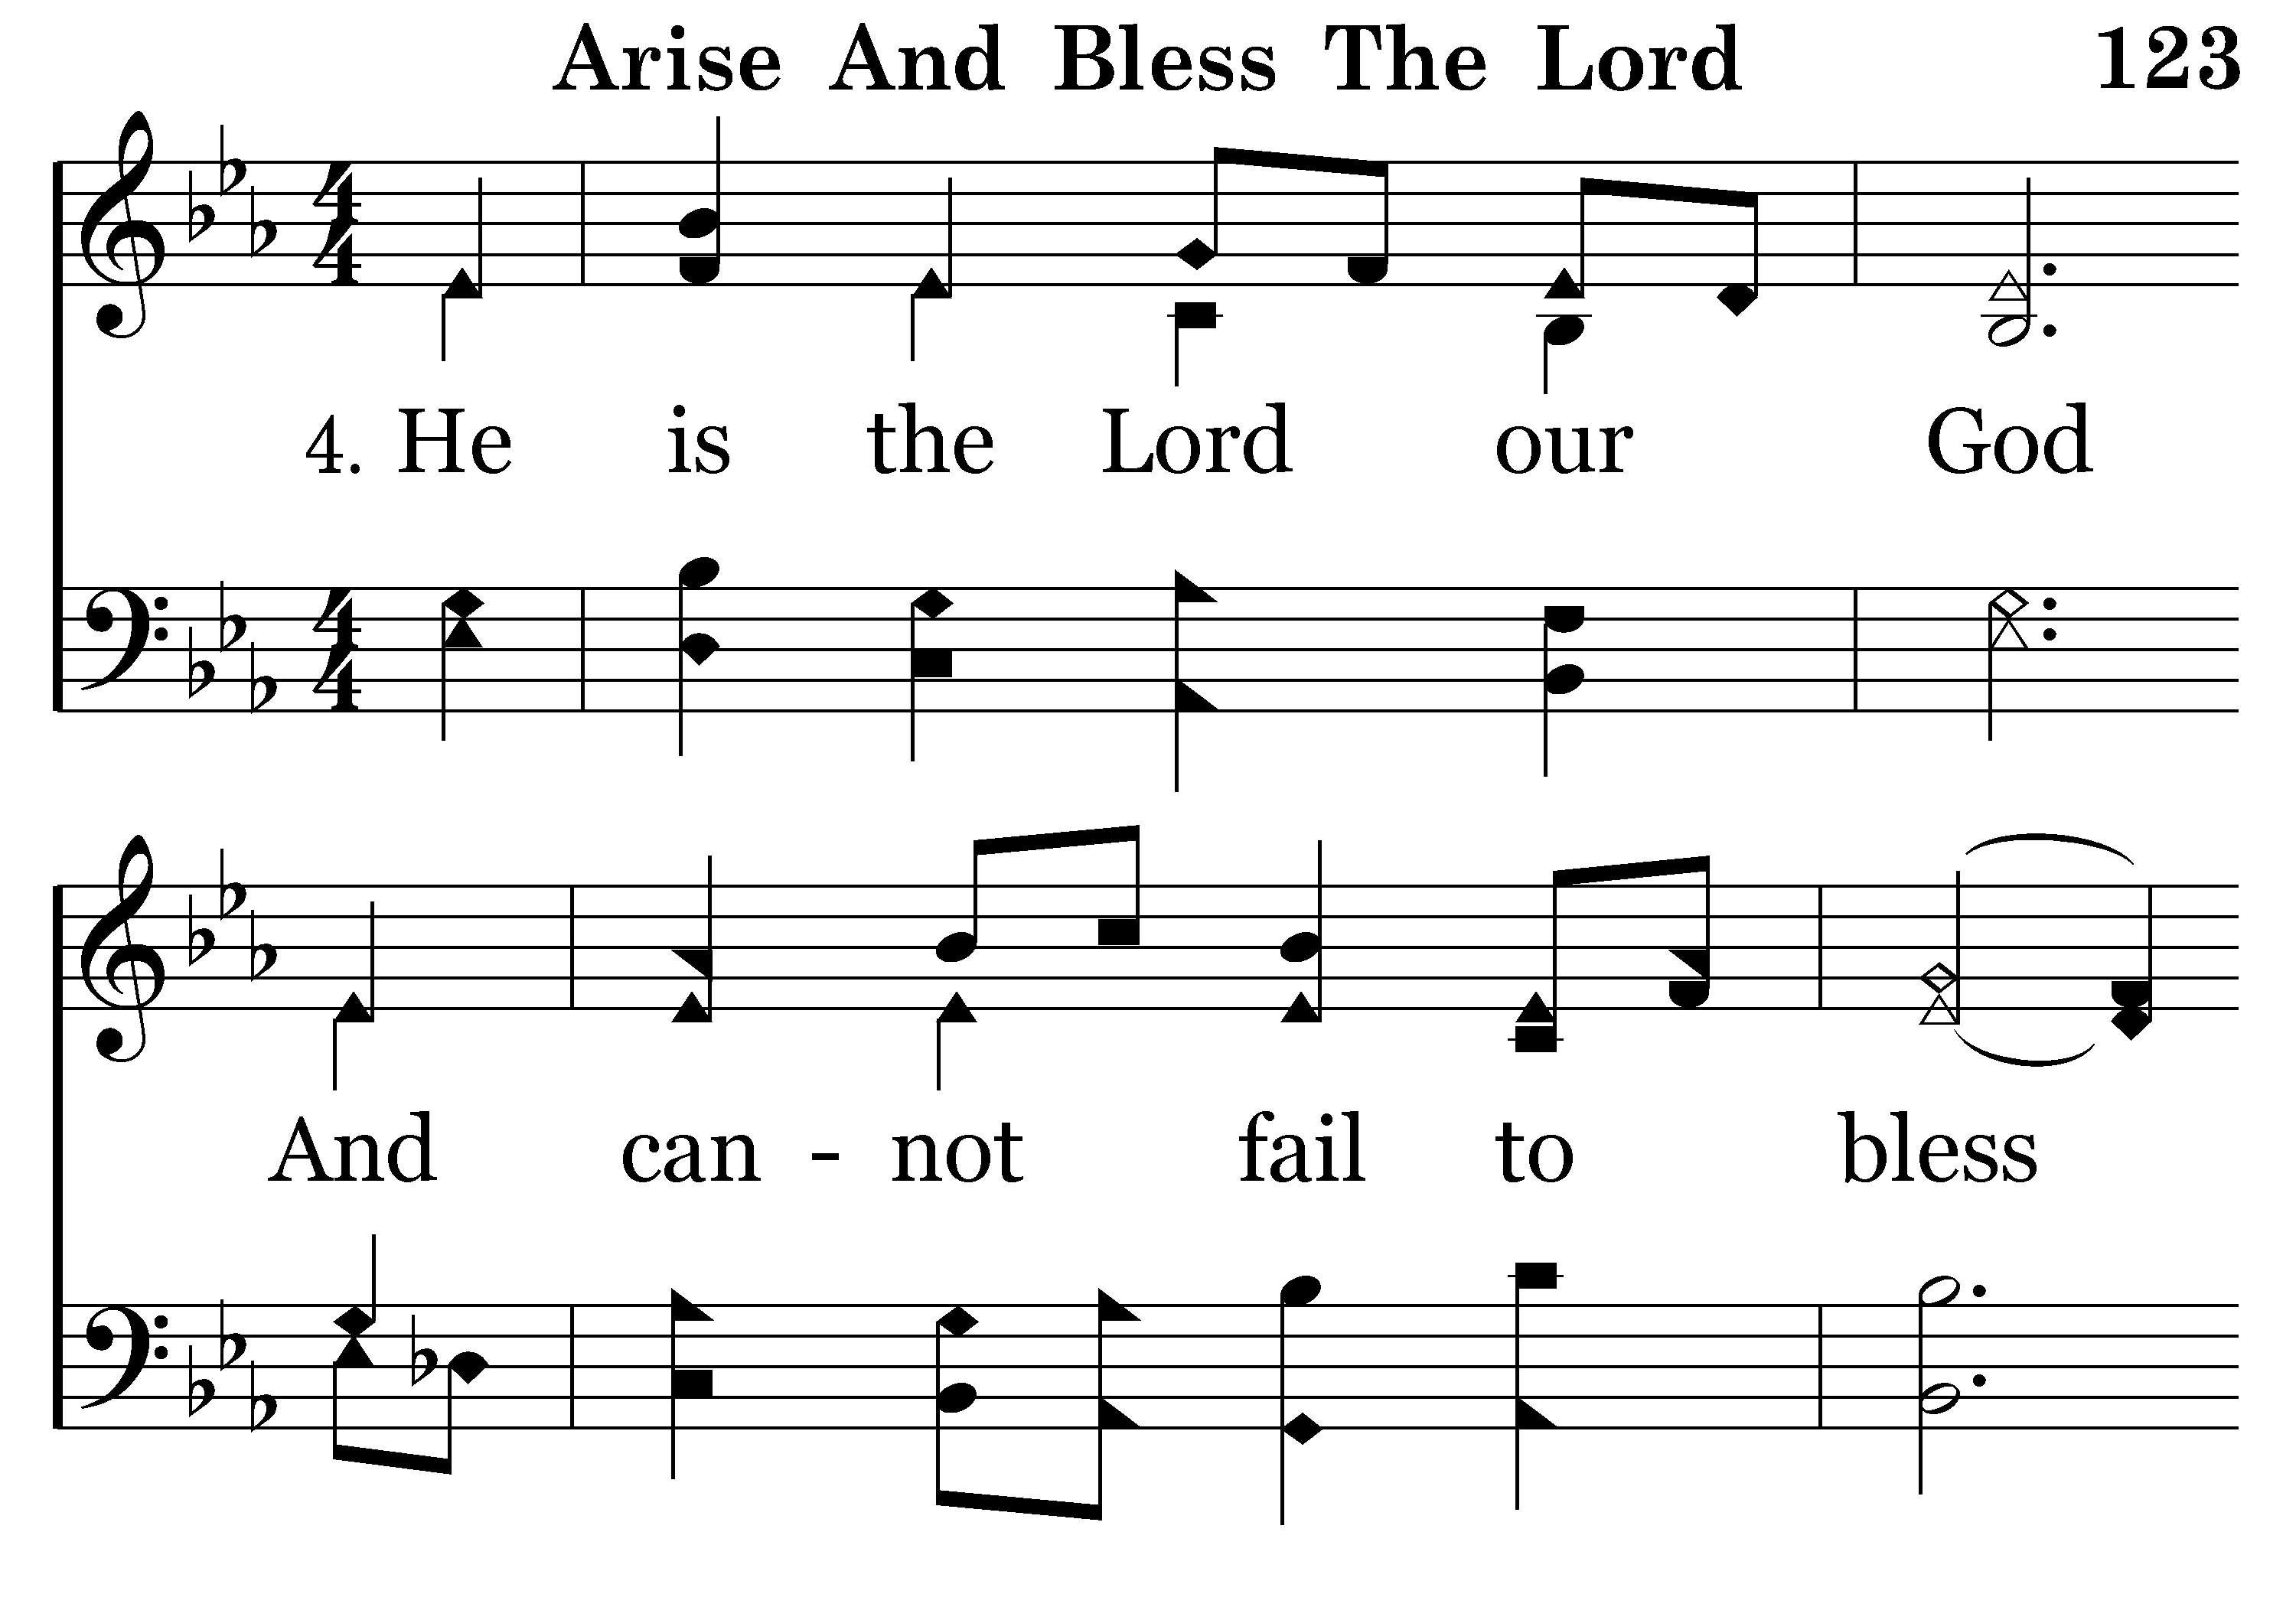 Arise And Bless The Lord 123
4. He is the Lord our God
And can - not fail to bless